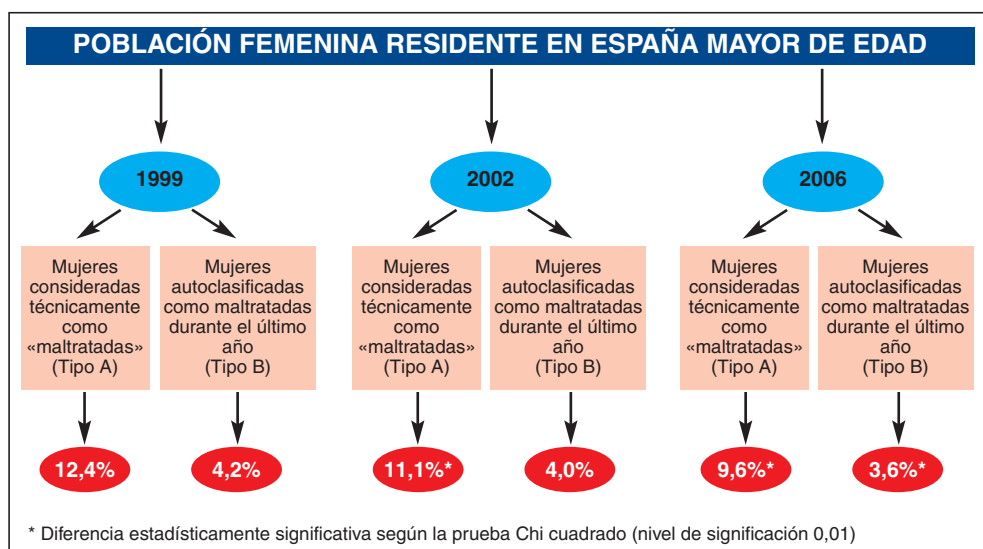 POBLACIÓN FEMENINA RESIDENTE EN ESPAÑA MAYOR DE EDAD
1999
2002
2006
Mujeres
consideradas
técnicamente
como
«maltratadas»
(Tipo A)
Mujeres
autoclasificadas
como maltratadas
durante el último
año
(Tipo B)
Mujeres
consideradas
técnicamente
como
«maltratadas»
(Tipo A)
Mujeres
autoclasificadas
como maltratadas
durante el último
año
(Tipo B)
Mujeres
consideradas
técnicamente
como
«maltratadas»
(Tipo A)
Mujeres
autoclasificadas
como maltratadas
durante el último
año
(Tipo B)
12,4%
4,2%
11,1%*
4,0%
9,6%*
3,6%*
* Diferencia estadísticamente significativa según la prueba Chi cuadrado (nivel de significación 0,01)